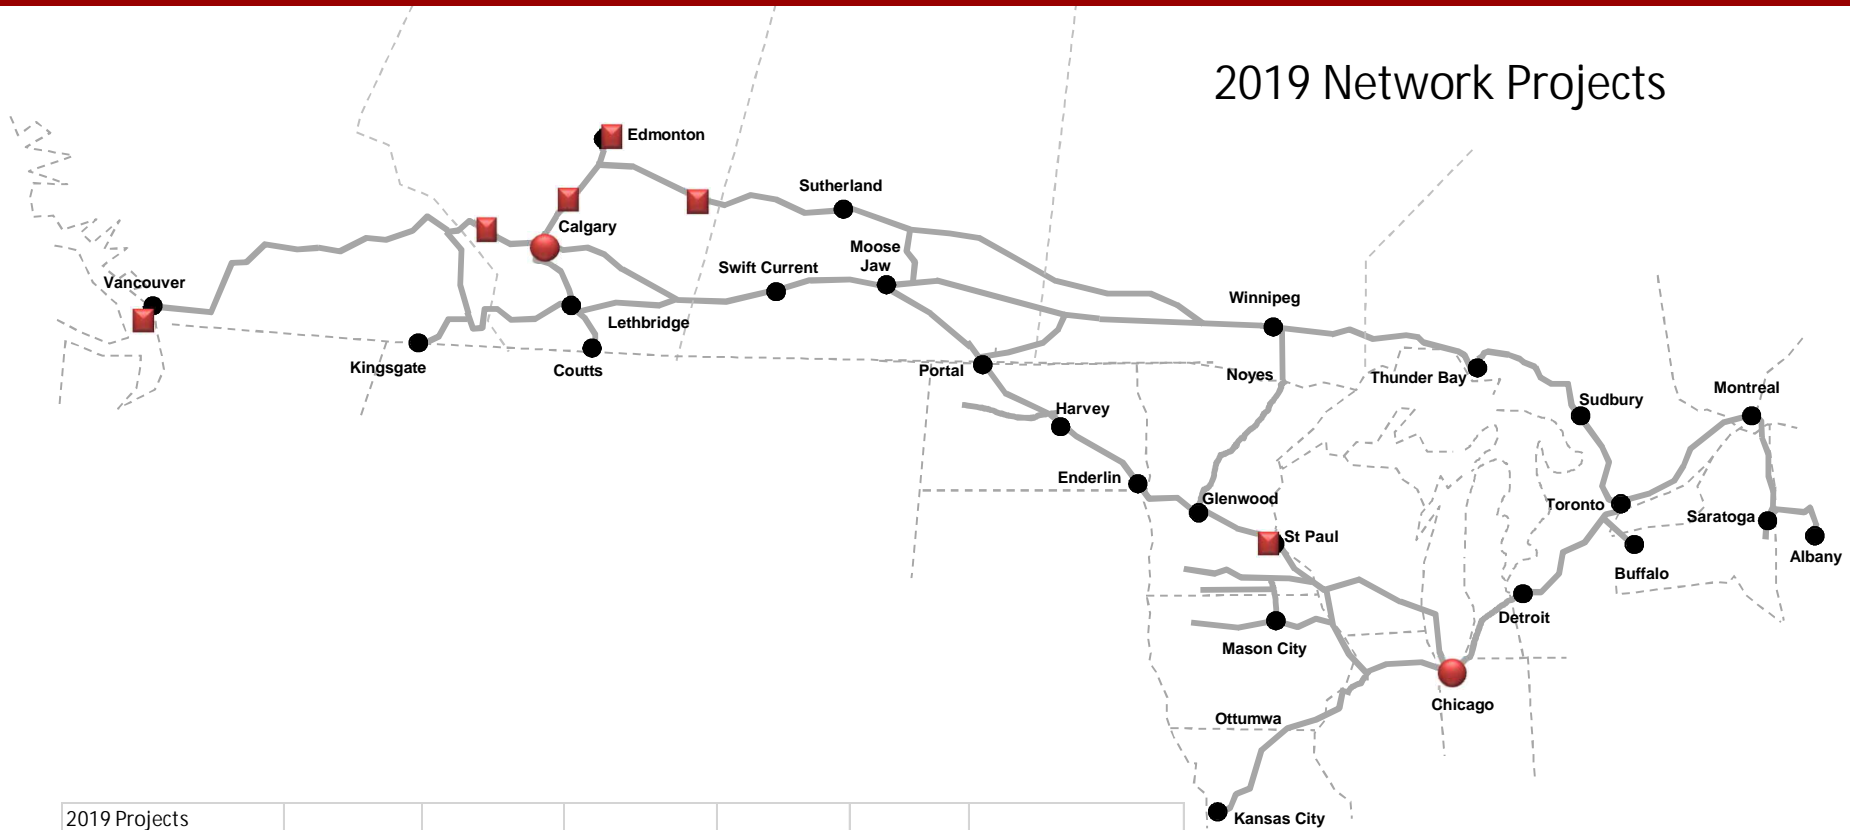 2019 Network Projects
Edmonton
Sutherland
Calgary
Moose
Jaw
Swift Current
Vancouver
Winnipeg
Lethbridge
Kingsgate
Coutts
Portal
Noyes
Thunder Bay
Montreal
Sudbury
Harvey
Enderlin
Glenwood
Toronto
Saratoga
St Paul
Albany
Buffalo
Detroit
Mason City
Chicago
Ottumwa
Kansas City
2019 Projects